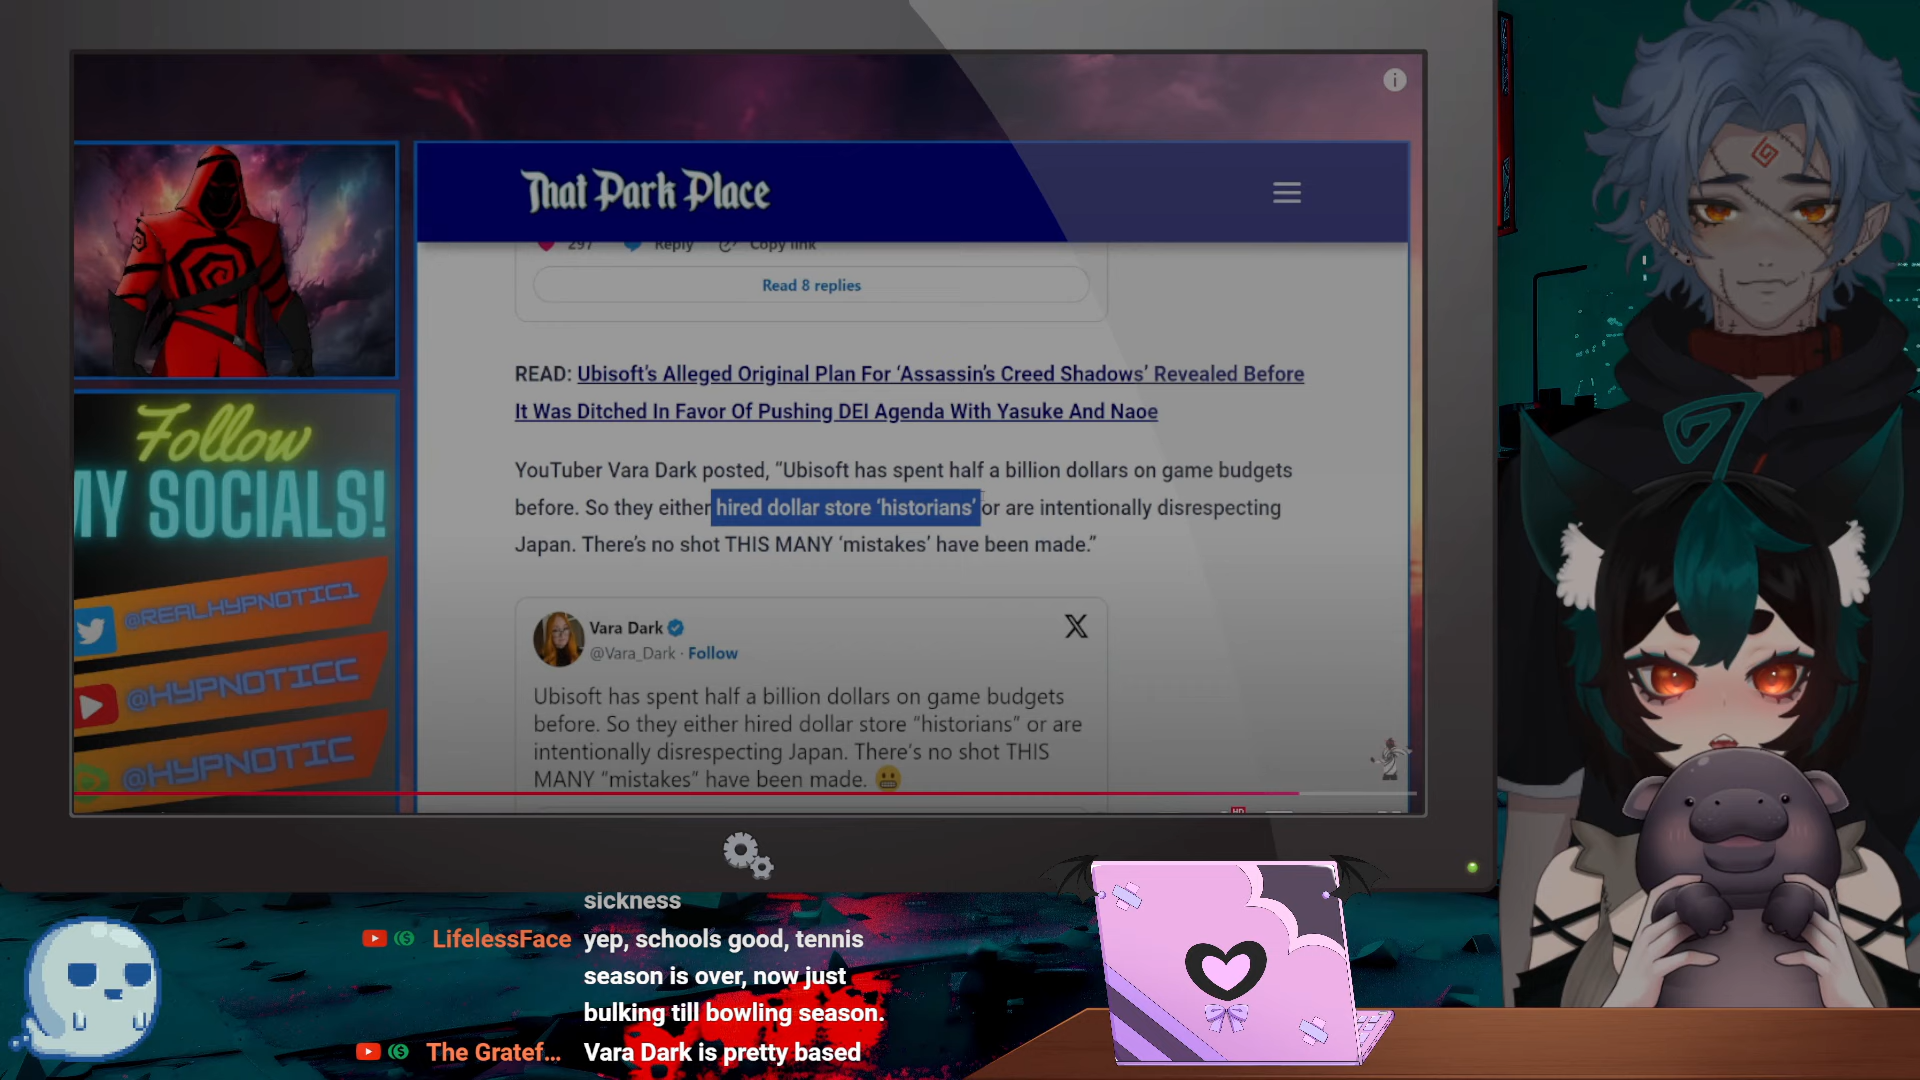 That Park Place
297 Reply Copy link
Read 8 replies
READ: Ubisoft's Alleged Original Plan For 'Assassin's Creed Shadows' Revealed Before
It Was Ditched In Favor Of Pushing DEI Agenda With Yasuke And Naoe
YouTuber Vara Dark posted, "Ubisoft has spent half a billion dollars on game budgets
before. So they either hired dollar store 'historians' or are intentionally disrespecting
Japan. There's no shot THIS MANY 'mistakes' have been made."
Vara Dark
@Vara_Dark · Follow
Ubisoft has spent half a billion dollars on game budgets
before. So they either hired dollar store "historians" or are
intentionally disrespecting Japan. There's no shot THIS
MANY "mistakes" have been made. 😬
Follow
MY SOCIALS!
@REALHYPNOTIC1
@HYPNOTICC
@HYPNOTIC
HD
sickness
LifelessFace yep, schools good, tennis
season is over, now just
bulking till bowling season.
The Gratef... Vara Dark is pretty based